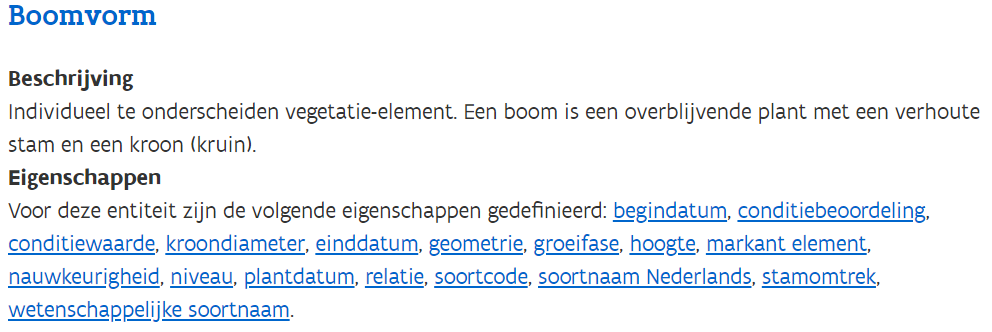 Boomvorm
Beschrijving
Individueel te onderscheiden vegetatie-element. Een boom is een overblijvende plant met een verhoute
stam en een kroon (kruin).
Eigenschappen
Voor deze entiteit zijn de volgende eigenschappen gedefinieerd: begindatum, conditiebeoordeling,
conditiewaarde, kroondiameter, einddatum, geometrie, groeifase, hoogte, markant element,
nauwkeurigheid, niveau, plantdatum, relatie, soortcode, soortnaam Nederlands, stamomtrek,
wetenschappelijke soortnaam.